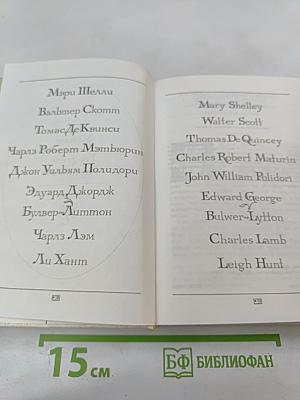 Мэри Шелли
Вальтер Скотт
Томас Де Квинси
Чарлз Роберт Мэтьюрин
Джон Уильям Полидори
Эдуард Джордж
Булвер-Литтон
Чарлз Лэм
Ли Хант
Mary Shelley
Walter Scott
Thomas De Quincey
Charles Robert Maturin
John William Polidori
Edward George
Bulwer-Lytton
Charles Lamb
Leigh Hunt
15 см
БФ БИБЛИОФАН